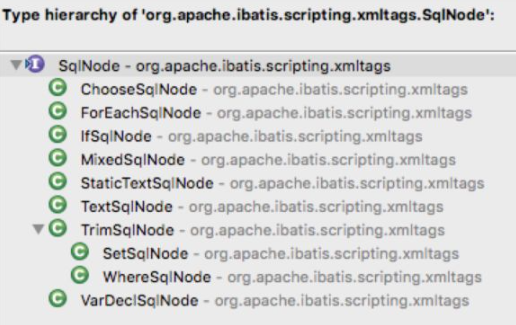 Type hierarchy of 'org.apache.ibatis.scripting.xmltags.SqlNode':
SqlNode - org.apache.ibatis.scripting.xmltags
ChooseSqlNode - org.apache.ibatis.scripting.xmltags
ForEachSqlNode - org.apache.ibatis.scripting.xmltags
IfSqlNode - org.apache.ibatis.scripting.xmltags
MixedSqlNode - org.apache.ibatis.scripting.xmltags
StaticTextSqlNode - org.apache.ibatis.scripting.xmltags
TextSqlNode - org.apache.ibatis.scripting.xmltags
TrimSqlNode - org.apache.ibatis.scripting.xmltags
SetSqlNode - org.apache.ibatis.scripting.xmltags
WhereSqlNode - org.apache.ibatis.scripting.xmltags
VarDeclSqlNode - org.apache.ibatis.scripting.xmltags